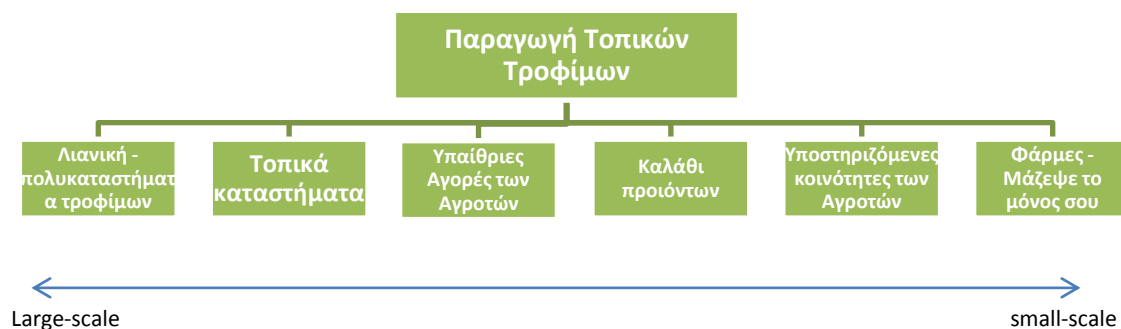 Παραγωγή Τοπικών
Τροφίμων
Λιανική -
πολυκαταστήματ
α τροφίμων
Τοπικά
καταστήματα
Υπαίθριες
Αγορές των
Αγροτών
Καλάθι
προιόντων
Υποστηριζόμενες
κοινότητες των
Αγροτών
Φάρμες -
Μάζεψε το
μόνος σου
Large-scale
small-scale